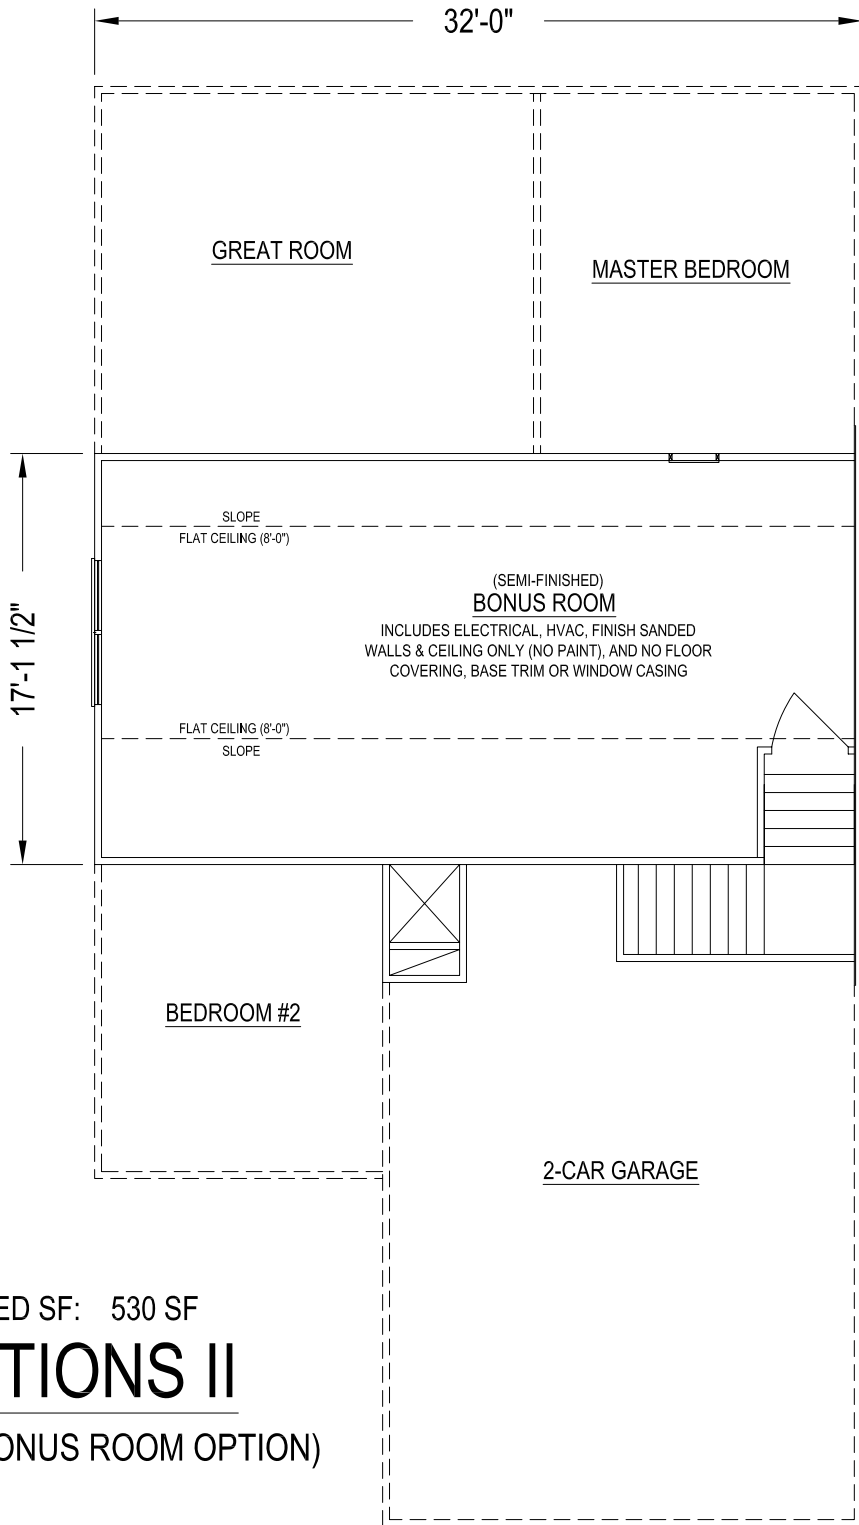 32'-0"
GREAT ROOM
MASTER BEDROOM
SLOPE
FLAT CEILING (8'-0")
(SEMI-FINISHED)
BONUS ROOM
INCLUDES ELECTRICAL, HVAC, FINISH SANDED
WALLS & CEILING ONLY (NO PAINT), AND NO FLOOR
COVERING, BASE TRIM OR WINDOW CASING
17'-1 1/2"
FLAT CEILING (8'-0")
SLOPE
BEDROOM #2
2-CAR GARAGE
ED SF: 530 SF
TIONS II
ONUS ROOM OPTION)